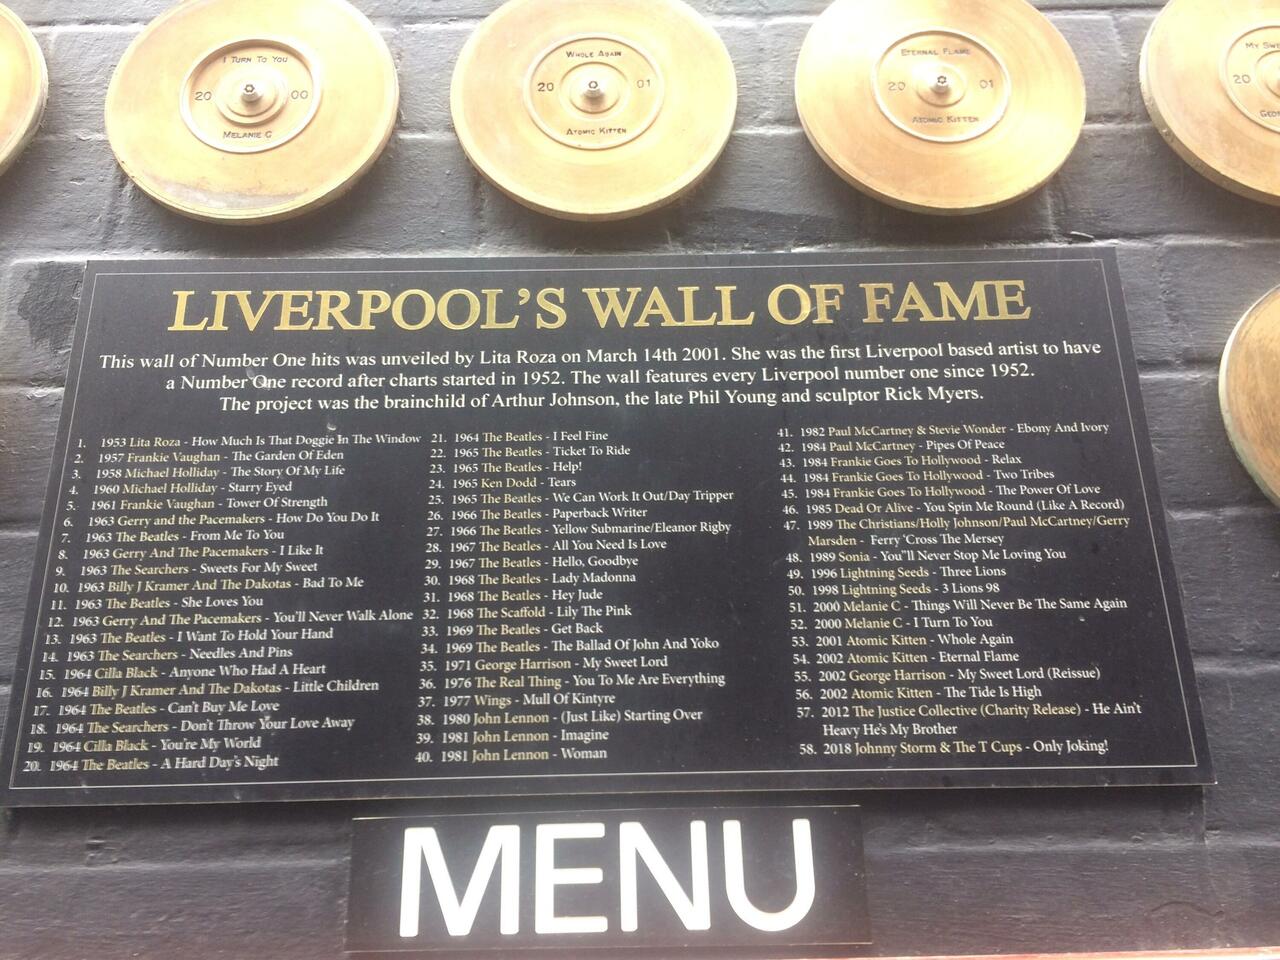 I TURN TO YOU
20 00
MELANIE C
WHOLE AGAIN
20 01
ATOMIC KITTEN
ETERNAL FLAME
20 01
ATOMIC KITTEN
MY
20
LIVERPOOL'S WALL OF FAME
This wall of Number One hits was unveiled by Lita Roza on March 14th 2001. She was the first Liverpool based artist to have
a Number One record after charts started in 1952. The wall features every Liverpool number one since 1952.
The project was the brainchild of Arthur Johnson, the late Phil Young and sculptor Rick Myers.
1. 1953 Lita Roza - How Much Is That Doggie In The Window
2. 1957 Frankie Vaughan - The Garden Of Eden
3. 1958 Michael Holliday - The Story Of My Life
4. 1960 Michael Holliday - Starry Eyed
5. 1961 Frankie Vaughan - Tower Of Strength
6. 1963 Gerry and the Pacemakers - How Do You Do It
7. 1963 The Beatles - From Me To You
8. 1963 Gerry And The Pacemakers - I Like It
9. 1963 The Searchers - Sweets For My Sweet
10. 1963 Billy J Kramer And The Dakotas - Bad To Me
11. 1963 The Beatles - She Loves You
12. 1963 Gerry And The Pacemakers - You'll Never Walk Alone
13. 1963 The Beatles - I Want To Hold Your Hand
14. 1963 The Searchers - Needles And Pins
15. 1964 Cilla Black - Anyone Who Had A Heart
16. 1964 Billy J Kramer And The Dakotas - Little Children
17. 1964 The Beatles - Can't Buy Me Love
18. 1964 The Searchers - Don't Throw Your Love Away
19. 1964 Cilla Black - You're My World
20. 1964 The Beatles - A Hard Day's Night
21. 1964 The Beatles - I Feel Fine
22. 1965 The Beatles - Ticket To Ride
23. 1965 The Beatles - Help!
24. 1965 Ken Dodd - Tears
25. 1965 The Beatles - We Can Work It Out/Day Tripper
26. 1966 The Beatles - Paperback Writer
27. 1966 The Beatles - Yellow Submarine/Eleanor Rigby
28. 1967 The Beatles - All You Need Is Love
29. 1967 The Beatles - Hello, Goodbye
30. 1968 The Beatles - Lady Madonna
31. 1968 The Beatles - Hey Jude
32. 1968 The Scaffold - Lily The Pink
33. 1969 The Beatles - Get Back
34. 1969 The Beatles - The Ballad Of John And Yoko
35. 1971 George Harrison - My Sweet Lord
36. 1976 The Real Thing - You To Me Are Everything
37. 1977 Wings - Mull Of Kintyre
38. 1980 John Lennon - (Just Like) Starting Over
39. 1981 John Lennon - Imagine
40. 1981 John Lennon - Woman
41. 1982 Paul McCartney & Stevie Wonder - Ebony And Ivory
42. 1984 Paul McCartney - Pipes Of Peace
43. 1984 Frankie Goes To Hollywood - Relax
44. 1984 Frankie Goes To Hollywood - Two Tribes
45. 1984 Frankie Goes To Hollywood - The Power Of Love
46. 1985 Dead Or Alive - You Spin Me Round (Like A Record)
47. 1989 The Christians/Holly Johnson/Paul McCartney/Gerry
Marsden - Ferry 'Cross The Mersey
48. 1989 Sonia - You"ll Never Stop Me Loving You
49. 1996 Lightning Seeds - Three Lions
50. 1998 Lightning Seeds - 3 Lions 98
51. 2000 Melanie C - Things Will Never Be The Same Again
52. 2000 Melanie C - I Turn To You
53. 2001 Atomic Kitten - Whole Again
54. 2002 Atomic Kitten - Eternal Flame
55. 2002 George Harrison - My Sweet Lord (Reissue)
56. 2002 Atomic Kitten - The Tide Is High
57. 2012 The Justice Collective (Charity Release) - He Ain't
Heavy He's My Brother
58. 2018 Johnny Storm & The T Cups - Only Joking!
MENU